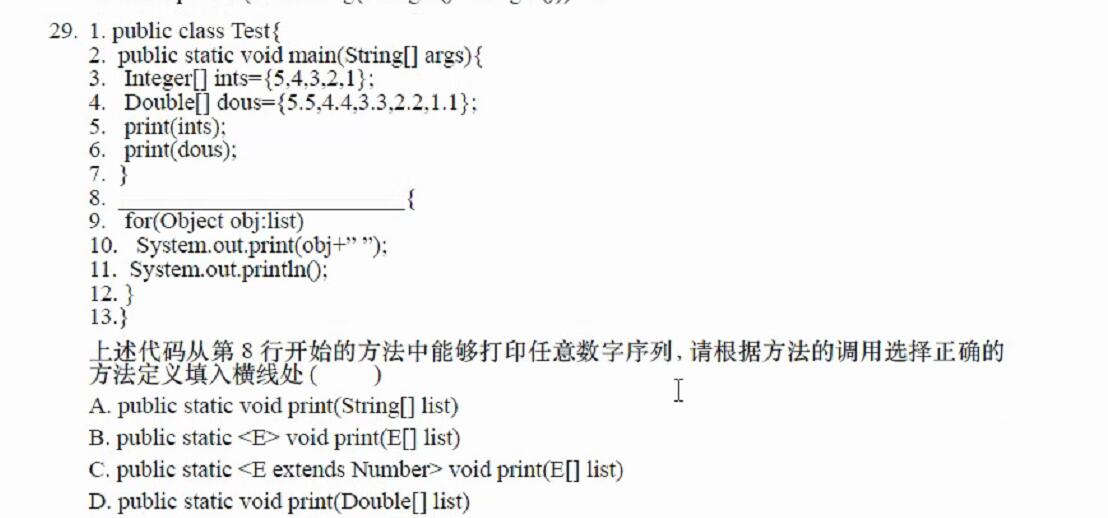 29. 1. public class Test{
2. public static void main(String[] args){
3. Integer[] ints={5,4,3,2,1};
4. Double[] dous={5.5,4.4,3.3,2.2,1.1};
5. print(ints);
6. print(dous);
7. }
8. ________________________{
9. for(Object obj:list)
10. System.out.print(obj+” ”);
11. System.out.println();
12. }
13.}
上述代码从第 8 行开始的方法中能够打印任意数字序列,请根据方法的调用选择正确的
方法定义填入横线处 ( )
A. public static void print(String[] list)
B. public static <E> void print(E[] list)
C. public static <E extends Number> void print(E[] list)
D. public static void print(Double[] list)